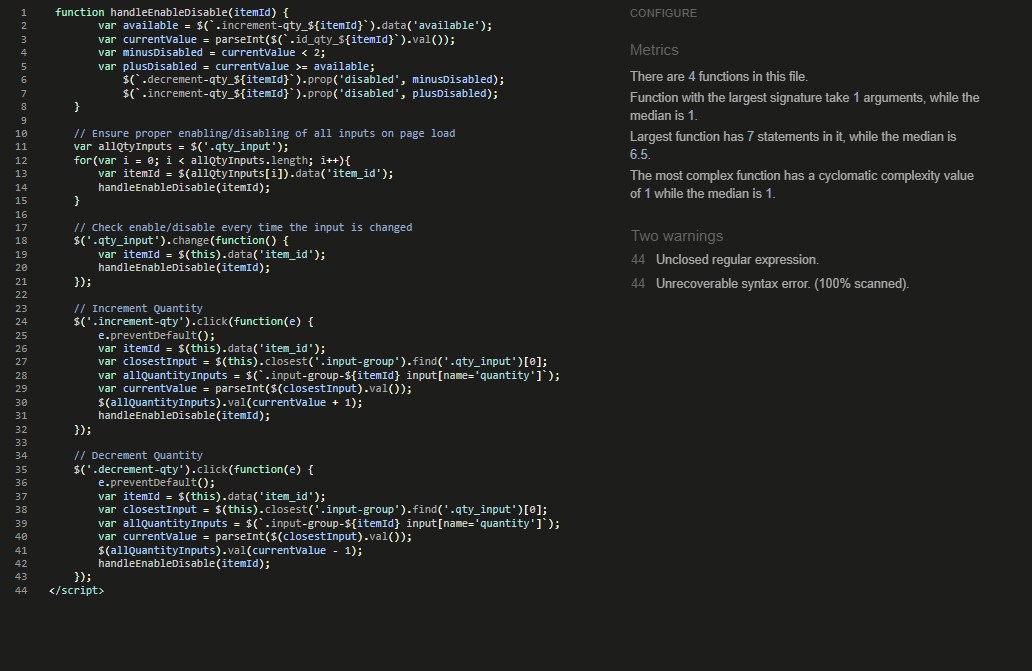 1 function handleEnableDisable(itemId) {
2 var available = $(`.increment-qty_${itemId}`).data('available');
3 var currentValue = parseInt($(`.id_qty_${itemId}`).val());
4 var minusDisabled = currentValue < 2;
5 var plusDisabled = currentValue >= available;
6 $(`.decrement-qty_${itemId}`).prop('disabled', minusDisabled);
7 $(`.increment-qty_${itemId}`).prop('disabled', plusDisabled);
8 }
9
10 // Ensure proper enabling/disabling of all inputs on page load
11 var allQtyInputs = $('.qty_input');
12 for(var i = 0; i < allQtyInputs.length; i++){
13 var itemId = $(allQtyInputs[i]).data('item_id');
14 handleEnableDisable(itemId);
15 }
16
17 // Check enable/disable every time the input is changed
18 $('.qty_input').change(function() {
19 var itemId = $(this).data('item_id');
20 handleEnableDisable(itemId);
21 });
22
23 // Increment Quantity
24 $('.increment-qty').click(function(e) {
25 e.preventDefault();
26 var itemId = $(this).data('item_id');
27 var closestInput = $(this).closest('.input-group').find('.qty_input')[0];
28 var allQuantityInputs = $(`.input-group-${itemId} input[name='quantity']`);
29 var currentValue = parseInt($(closestInput).val());
30 $(allQuantityInputs).val(currentValue + 1);
31 handleEnableDisable(itemId);
32 });
33
34 // Decrement Quantity
35 $('.decrement-qty').click(function(e) {
36 e.preventDefault();
37 var itemId = $(this).data('item_id');
38 var closestInput = $(this).closest('.input-group').find('.qty_input')[0];
39 var allQuantityInputs = $(`.input-group-${itemId} input[name='quantity']`);
40 var currentValue = parseInt($(closestInput).val());
41 $(allQuantityInputs).val(currentValue - 1);
42 handleEnableDisable(itemId);
43 });
44 </script>
CONFIGURE
Metrics
There are 4 functions in this file.
Function with the largest signature take 1 arguments, while the
median is 1.
Largest function has 7 statements in it, while the median is
6.5.
The most complex function has a cyclomatic complexity value
of 1 while the median is 1.
Two warnings
44 Unclosed regular expression.
44 Unrecoverable syntax error. (100% scanned).